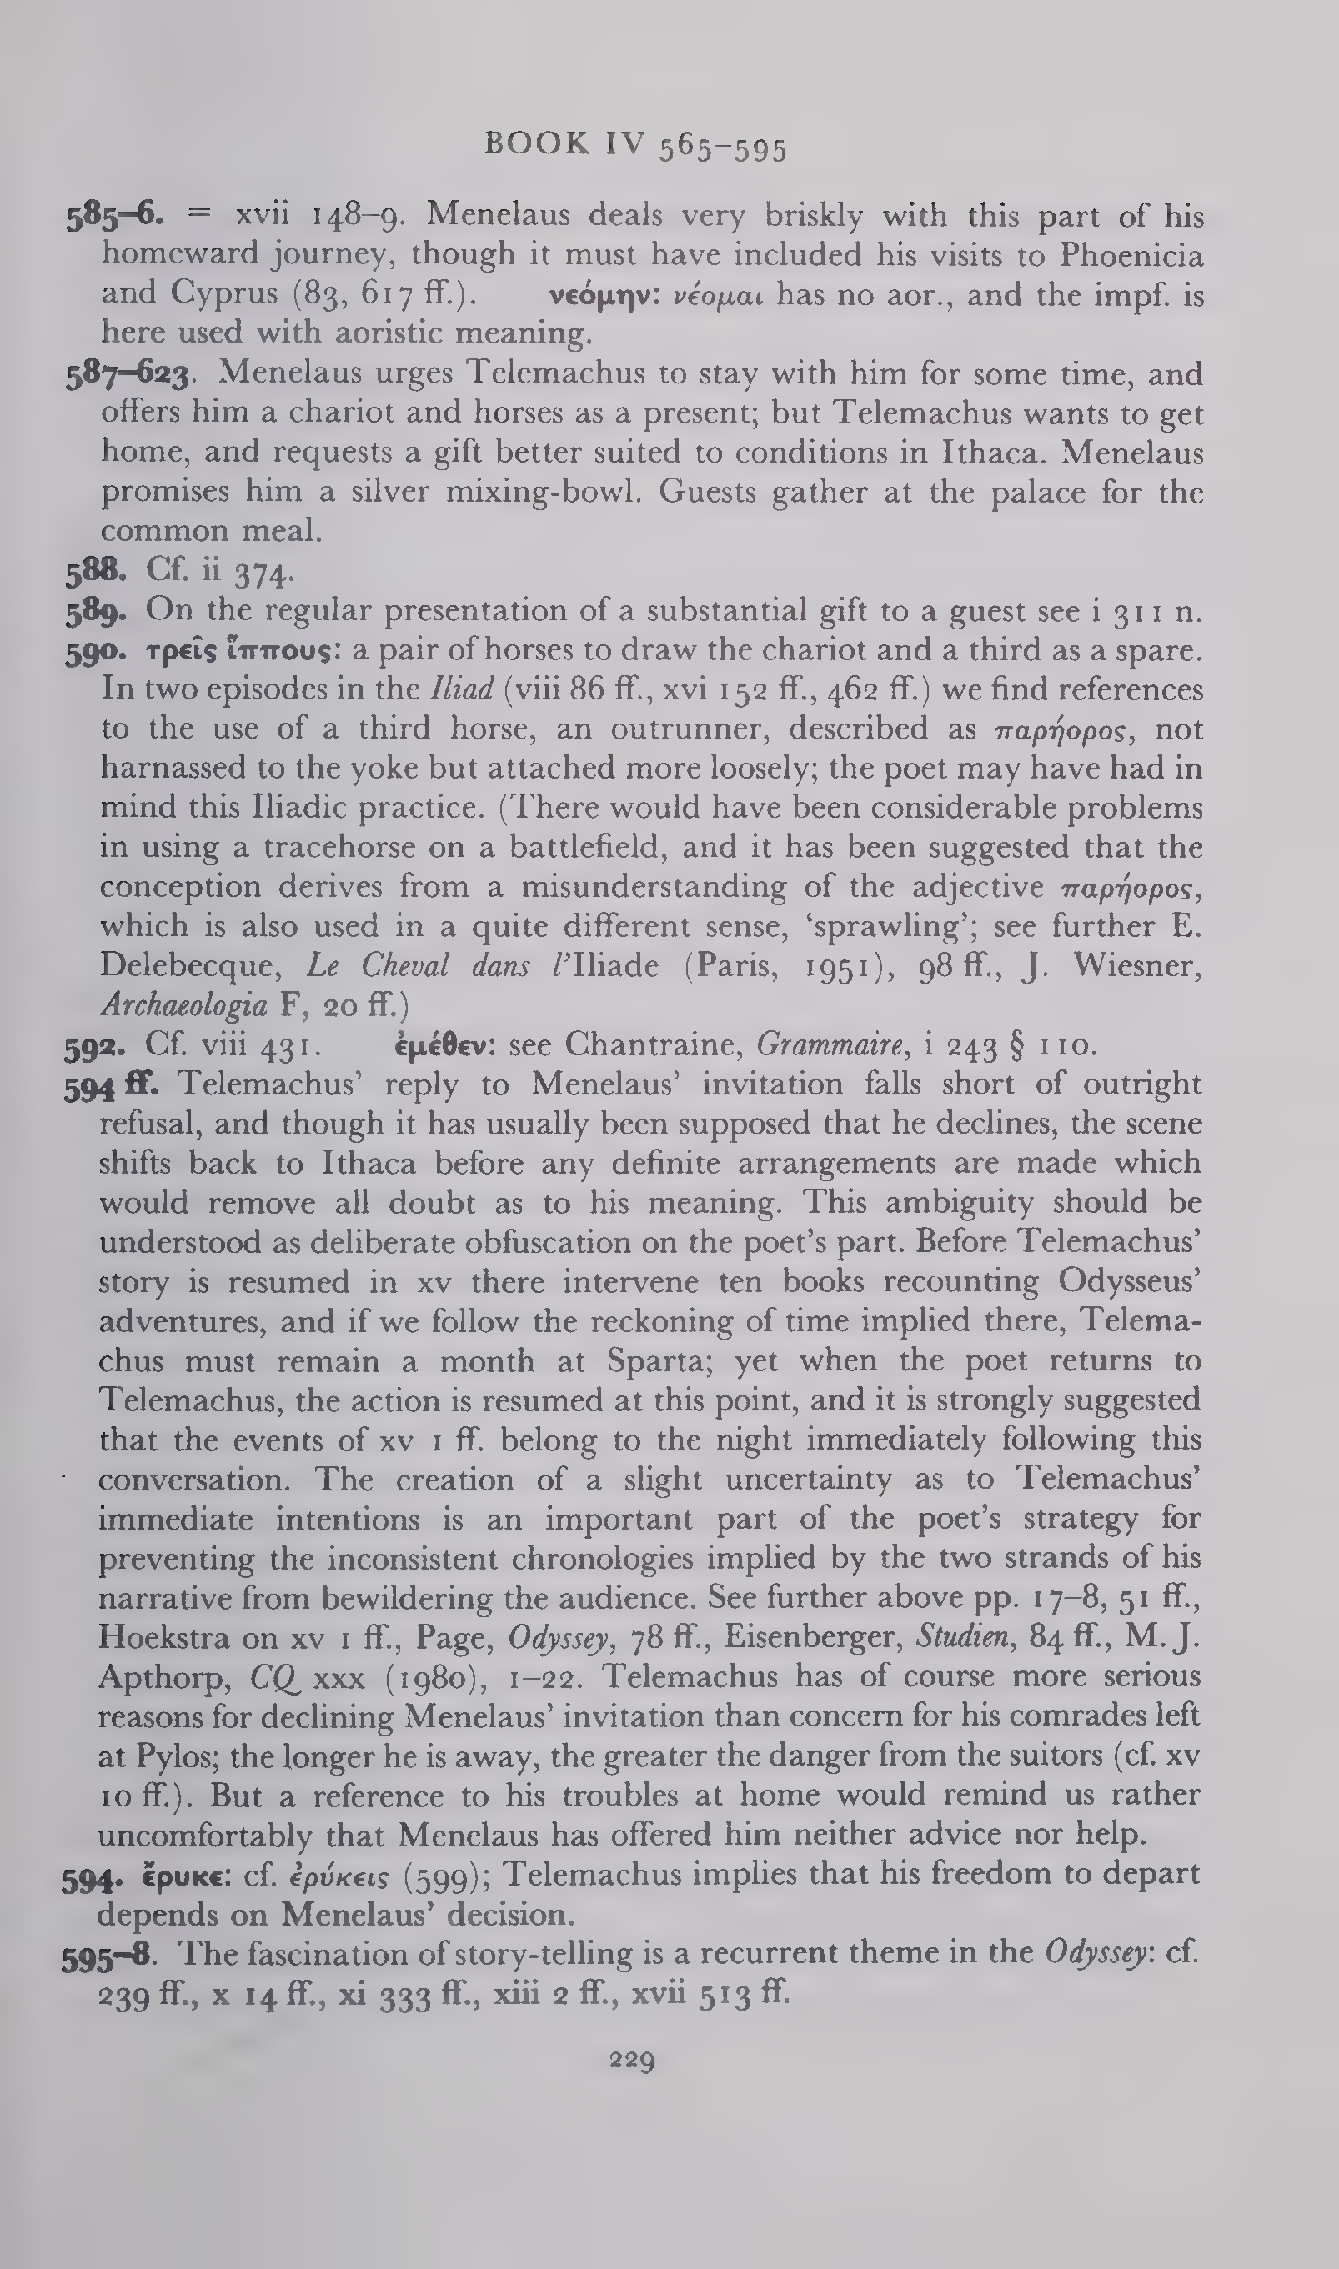 BOOK IV 565–595
585–6. = xvii 148–9. Menelaus deals very briskly with this part of his
homeward journey, though it must have included his visits to Phoenicia
and Cyprus (83, 617 ff.). νεόμην: νέομαι has no aor., and the impf. is
here used with aoristic meaning.
587–623. Menelaus urges Telemachus to stay with him for some time, and
offers him a chariot and horses as a present; but Telemachus wants to get
home, and requests a gift better suited to conditions in Ithaca. Menelaus
promises him a silver mixing-bowl. Guests gather at the palace for the
common meal.
588. Cf. ii 374.
589. On the regular presentation of a substantial gift to a guest see i 311 n.
590. τρεῖς ἵππους: a pair of horses to draw the chariot and a third as a spare.
In two episodes in the Iliad (viii 86 ff., xvi 152 ff., 462 ff.) we find references
to the use of a third horse, an outrunner, described as παρήορος, not
harnassed to the yoke but attached more loosely; the poet may have had in
mind this Iliadic practice. (There would have been considerable problems
in using a tracehorse on a battlefield, and it has been suggested that the
conception derives from a misunderstanding of the adjective παρήορος,
which is also used in a quite different sense, ‘sprawling’; see further E.
Delebecque, Le Cheval dans l’Iliade (Paris, 1951), 98 ff., J. Wiesner,
Archaeologia F, 20 ff.)
592. Cf. viii 431. ἐμέθεν: see Chantraine, Grammaire, i 243 § 110.
594 ff. Telemachus’ reply to Menelaus’ invitation falls short of outright
refusal, and though it has usually been supposed that he declines, the scene
shifts back to Ithaca before any definite arrangements are made which
would remove all doubt as to his meaning. This ambiguity should be
understood as deliberate obfuscation on the poet’s part. Before Telemachus’
story is resumed in xv there intervene ten books recounting Odysseus’
adventures, and if we follow the reckoning of time implied there, Telema-
chus must remain a month at Sparta; yet when the poet returns to
Telemachus, the action is resumed at this point, and it is strongly suggested
that the events of xv 1 ff. belong to the night immediately following this
conversation. The creation of a slight uncertainty as to Telemachus’
immediate intentions is an important part of the poet’s strategy for
preventing the inconsistent chronologies implied by the two strands of his
narrative from bewildering the audience. See further above pp. 17–8, 51 ff.,
Hoekstra on xv 1 ff., Page, Odyssey, 78 ff., Eisenberger, Studien, 84 ff., M. J.
Apthorp, CQ xxx (1980), 1–22. Telemachus has of course more serious
reasons for declining Menelaus’ invitation than concern for his comrades left
at Pylos; the longer he is away, the greater the danger from the suitors (cf. xv
10 ff.). But a reference to his troubles at home would remind us rather
uncomfortably that Menelaus has offered him neither advice nor help.
594. ἔρυκε: cf. ἐρύκεις (599); Telemachus implies that his freedom to depart
depends on Menelaus’ decision.
595–8. The fascination of story-telling is a recurrent theme in the Odyssey: cf.
239 ff., x 14 ff., xi 333 ff., xiii 2 ff., xvii 513 ff.
229